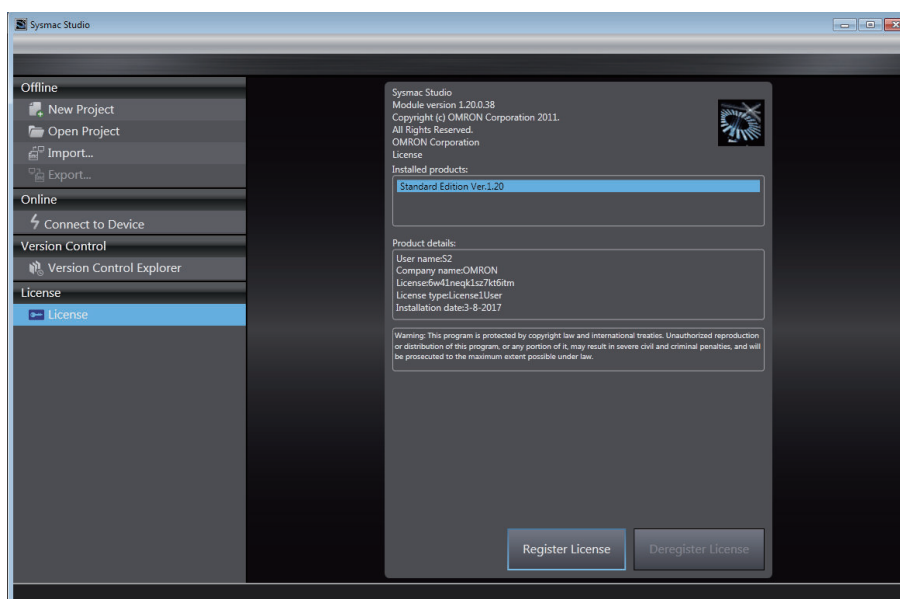 Sysmac Studio
Offline
New Project
Open Project
Import...
Export...
Online
Connect to Device
Version Control
Version Control Explorer
License
License
Sysmac Studio
Module version 1.20.0.38
Copyright (c) OMRON Corporation 2011.
All Rights Reserved.
OMRON Corporation
License
Installed products:
Standard Edition Ver.1.20
Product details:
User name:S2
Company name:OMRON
License:6w41neqk1sz7kt6itm
License type:License1User
Installation date:3-8-2017
Warning: This program is protected by copyright law and international treaties. Unauthorized reproduction
or distribution of this program, or any portion of it, may result in severe civil and criminal penalties, and will
be prosecuted to the maximum extent possible under law.
Register License
Deregister License